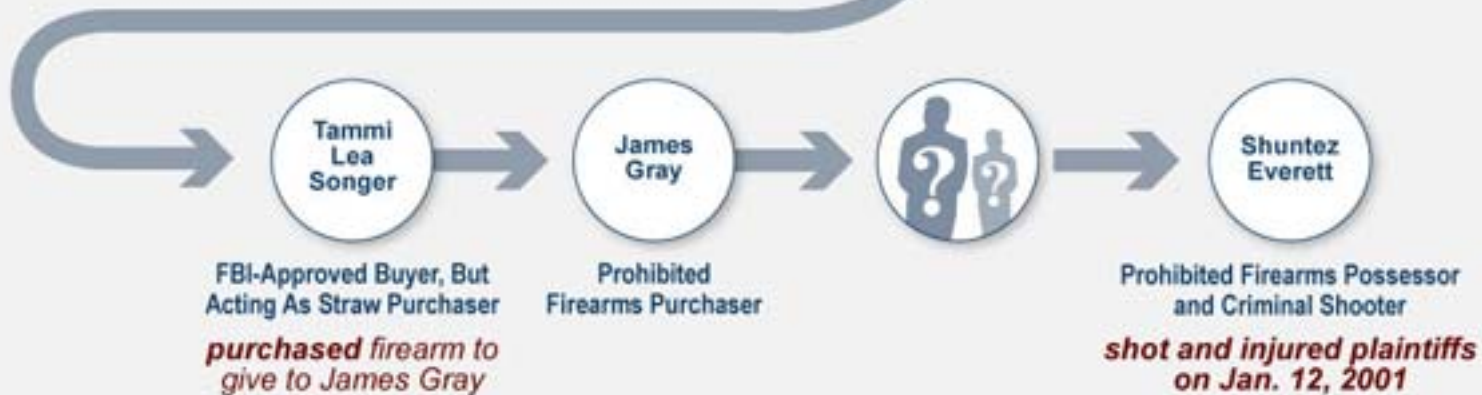 Tammi
Lea
Songer
James
Gray
? ?
Shuntez
Everett
FBI-Approved Buyer, But
Acting As Straw Purchaser
purchased firearm to
give to James Gray
Prohibited
Firearms Purchaser
Prohibited Firearms Possessor
and Criminal Shooter
shot and injured plaintiffs
on Jan. 12, 2001